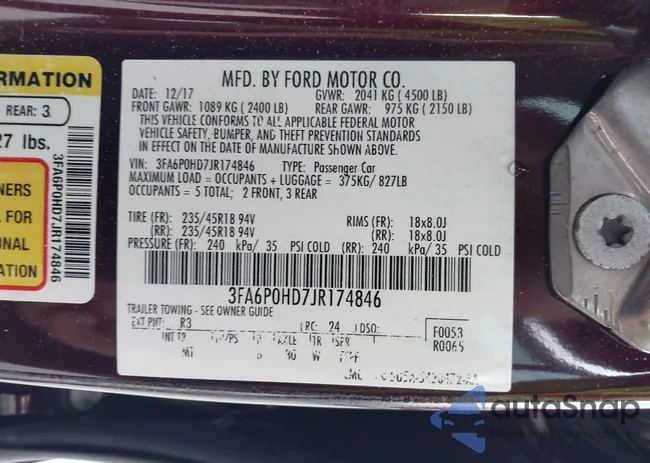 MFD. BY FORD MOTOR CO.
DATE: 12/17 GVWR: 2041 KG ( 4500 LB)
FRONT GAWR: 1089 KG ( 2400 LB) REAR GAWR: 975 KG ( 2150 LB)
THIS VEHICLE CONFORMS TO ALL APPLICABLE FEDERAL MOTOR
VEHICLE SAFETY, BUMPER, AND THEFT PREVENTION STANDARDS
IN EFFECT ON THE DATE OF MANUFACTURE SHOWN ABOVE.
VIN: 3FA6P0HD7JR174846 TYPE: Passenger Car
MAXIMUM LOAD = OCCUPANTS + LUGGAGE = 375KG/ 827LB
OCCUPANTS = 5 TOTAL; 2 FRONT, 3 REAR
TIRE (FR): 235/45R18 94V RIMS (FR): 18x8.0J
(RR): 235/45R18 94V (RR): 18x8.0J
PRESSURE (FR): 240 kPa/ 35 PSI COLD (RR): 240 kPa/ 35 PSI COLD
3FA6P0HD7JR174846
TRAILER TOWING - SEE OWNER GUIDE
EXT PNT: R3 RC: 24 DSO: F0053
R0065
ORMATION
REAR: 3
27 lbs.
3FA6P0HD7JR174846
NERS
L FOR
ONAL
ATION
autoSnap